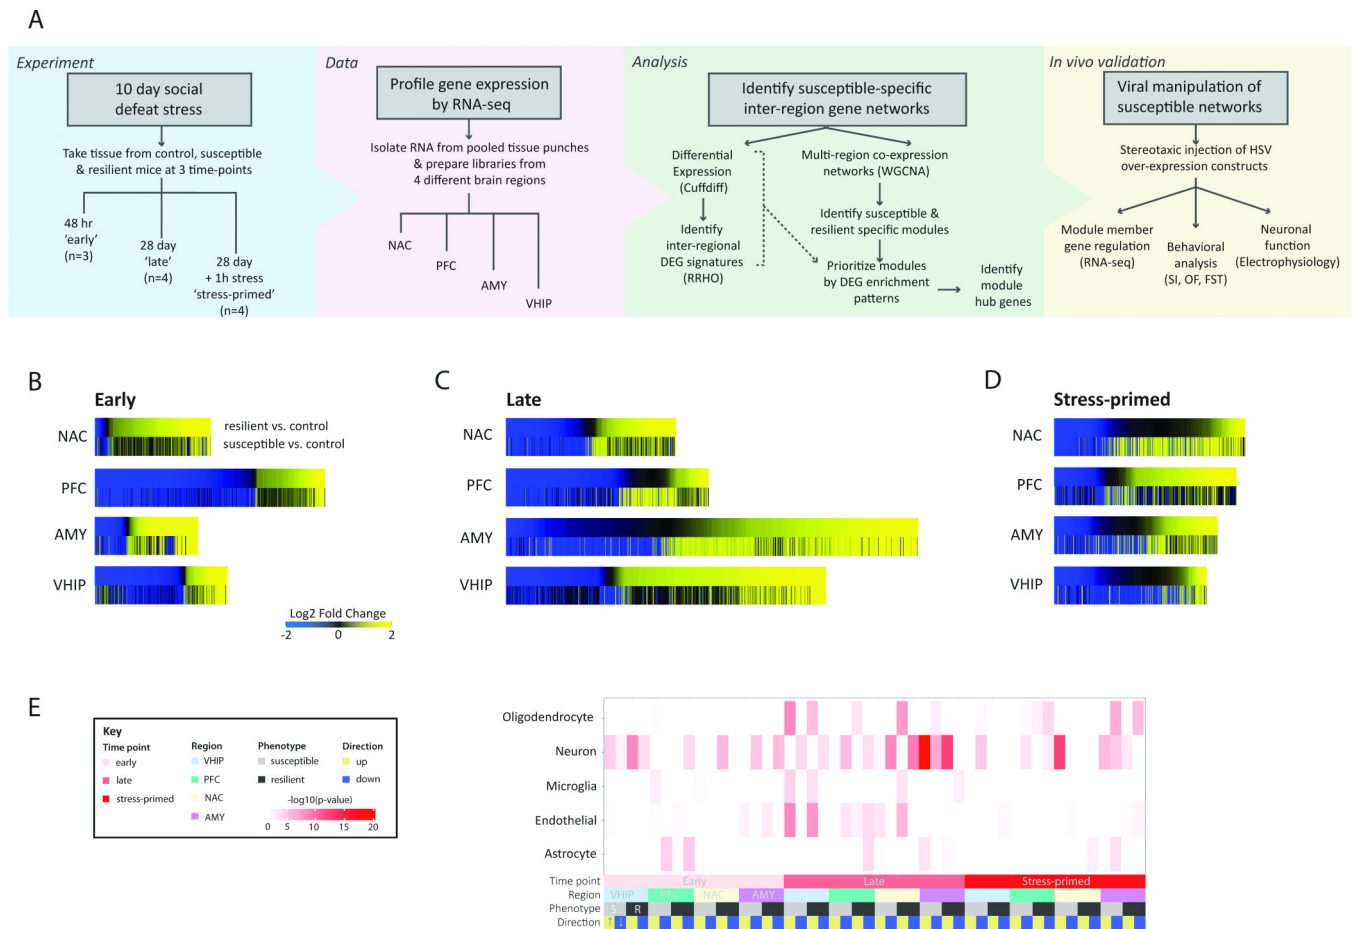 A
Experiment
10 day social
defeat stress
Take tissue from control, susceptible
& resilient mice at 3 time-points
48 hr
'early'
(n=3)
28 day
'late'
(n=4)
28 day
+ 1h stress
'stress-primed'
(n=4)
Data
Profile gene expression
by RNA-seq
Isolate RNA from pooled tissue punches
& prepare libraries from
4 different brain regions
NAC
PFC
AMY
VHIP
Analysis
Identify susceptible-specific
inter-region gene networks
Differential
Expression
(Cuffdiff)
Identify
inter-regional
DEG signatures
(RRHO)
Multi-region co-expression
networks (WGCNA)
Identify susceptible &
resilient specific modules
Prioritize modules
by DEG enrichment
patterns
Identify
module
hub genes
In vivo validation
Viral manipulation of
susceptible networks
Stereotaxic injection of HSV
over-expression constructs
Module member
gene regulation
(RNA-seq)
Behavioral
analysis
(SI, OF, FST)
Neuronal
function
(Electrophysiology)
B
Early
NAC
resilient vs. control
susceptible vs. control
PFC
AMY
VHIP
Log2 Fold Change
-2 0 2
C
Late
NAC
PFC
AMY
VHIP
D
Stress-primed
NAC
PFC
AMY
VHIP
E
Key
Time point
early
late
stress-primed
Region
VHIP
PFC
NAC
AMY
Phenotype
susceptible
resilient
Direction
up
down
-log10(p-value)
0 5 10 15 20
Oligodendrocyte
Neuron
Microglia
Endothelial
Astrocyte
Time point Early Late Stress-primed
Region VHIP PFC NAC AMY
Phenotype S R
Direction ↑ ↓